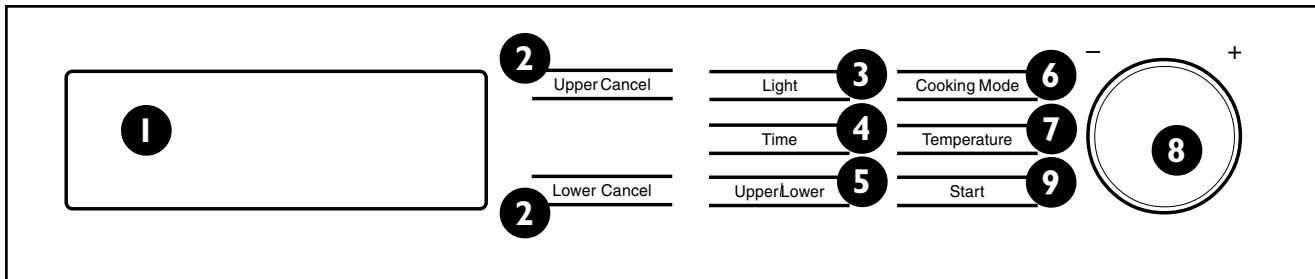 2 3 6 – +
Upper Cancel Light Cooking Mode
1 4 7 8
Time Temperature
5 9
Lower Cancel Upper/Lower Start
2